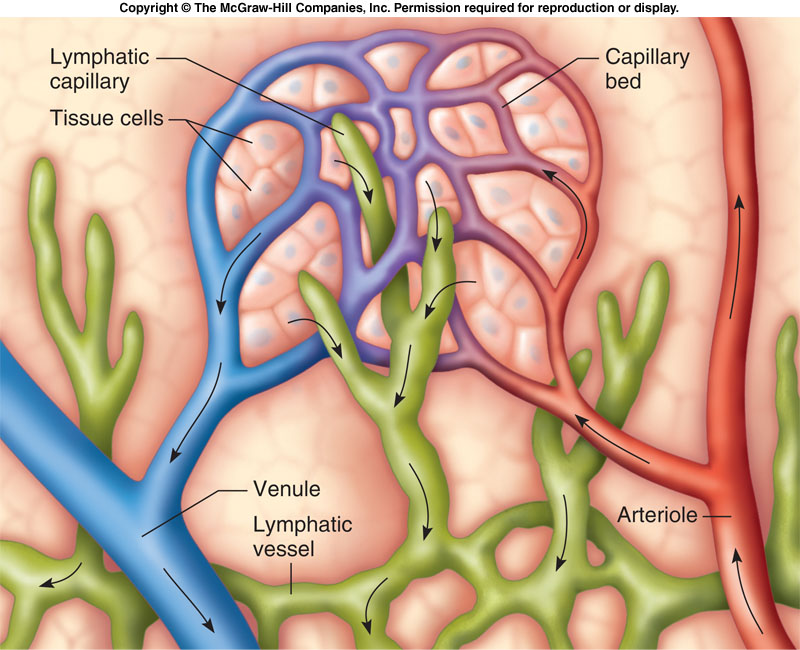 Copyright © The McGraw-Hill Companies, Inc. Permission required for reproduction or display.
Lymphatic
capillary
Tissue cells
Capillary
bed
Venule
Lymphatic
vessel
Arteriole